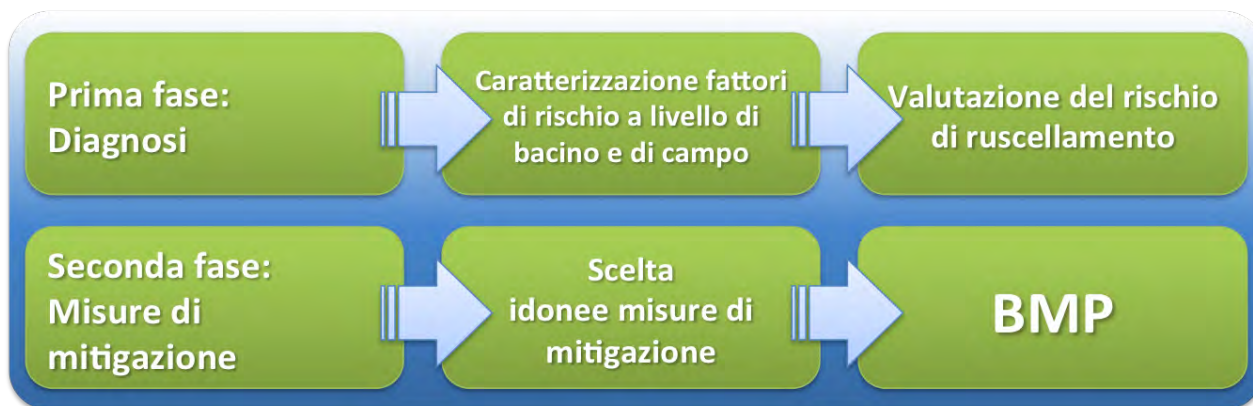 Prima fase:
Diagnosi
Caratterizzazione fattori
di rischio a livello di
bacino e di campo
Valutazione del rischio
di ruscellamento
Seconda fase:
Misure di
mitigazione
Scelta
idonee misure di
mitigazione
BMP